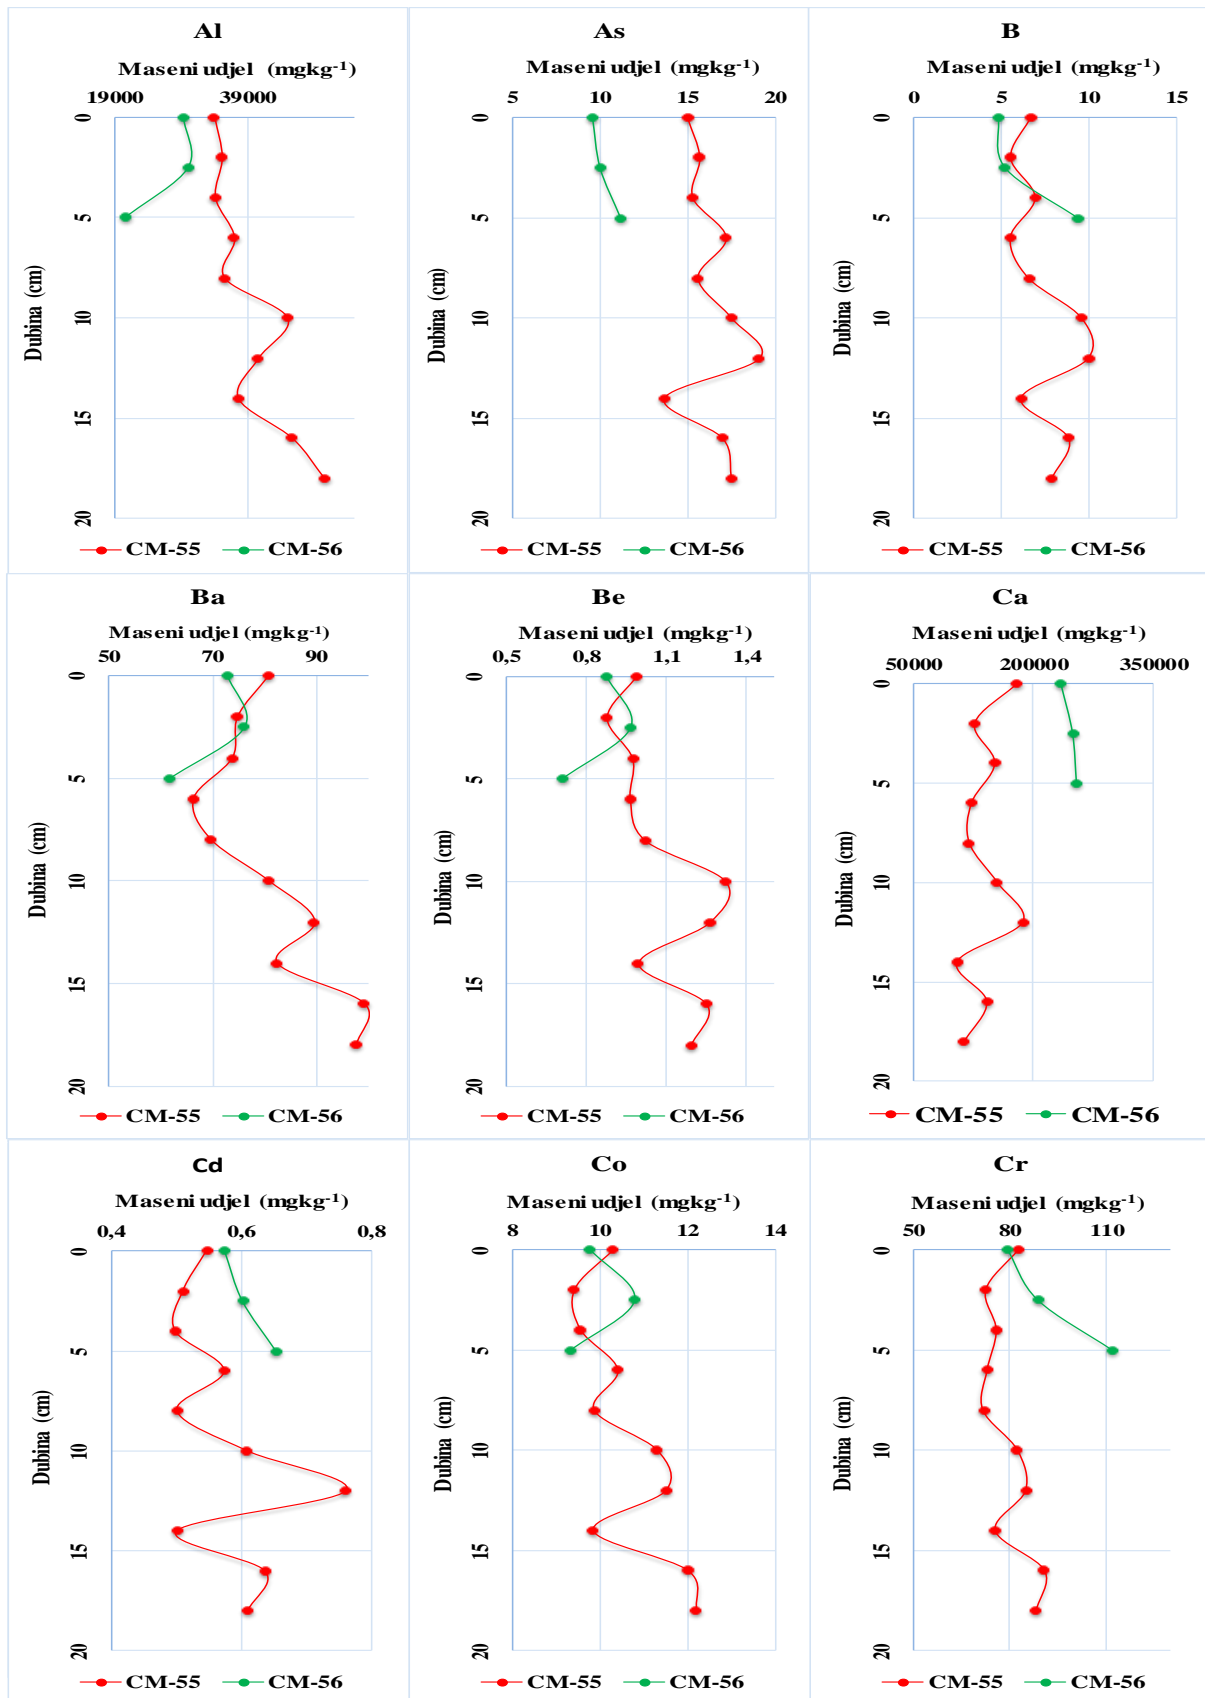 Al
Maseni udjel (mgkg-1)
19000 39000
0
5
10
15
20
Dubina (cm)
CM-55 CM-56
As
Maseni udjel (mgkg-1)
5 10 15 20
0
5
10
15
20
Dubina (cm)
CM-55 CM-56
B
Maseni udjel (mgkg-1)
0 5 10 15
0
5
10
15
20
Dubina (cm)
CM-55 CM-56
Ba
Maseni udjel (mgkg-1)
50 70 90
0
5
10
15
20
Dubina (cm)
CM-55 CM-56
Be
Maseni udjel (mgkg-1)
0,5 0,8 1,1 1,4
0
5
10
15
20
Dubina (cm)
CM-55 CM-56
Ca
Maseni udjel (mgkg-1)
50000 200000 350000
0
5
10
15
20
Dubina (cm)
CM-55 CM-56
Cd
Maseni udjel (mgkg-1)
0,4 0,6 0,8
0
5
10
15
20
Dubina (cm)
CM-55 CM-56
Co
Maseni udjel (mgkg-1)
8 10 12 14
0
5
10
15
20
Dubina (cm)
CM-55 CM-56
Cr
Maseni udjel (mgkg-1)
50 80 110
0
5
10
15
20
Dubina (cm)
CM-55 CM-56